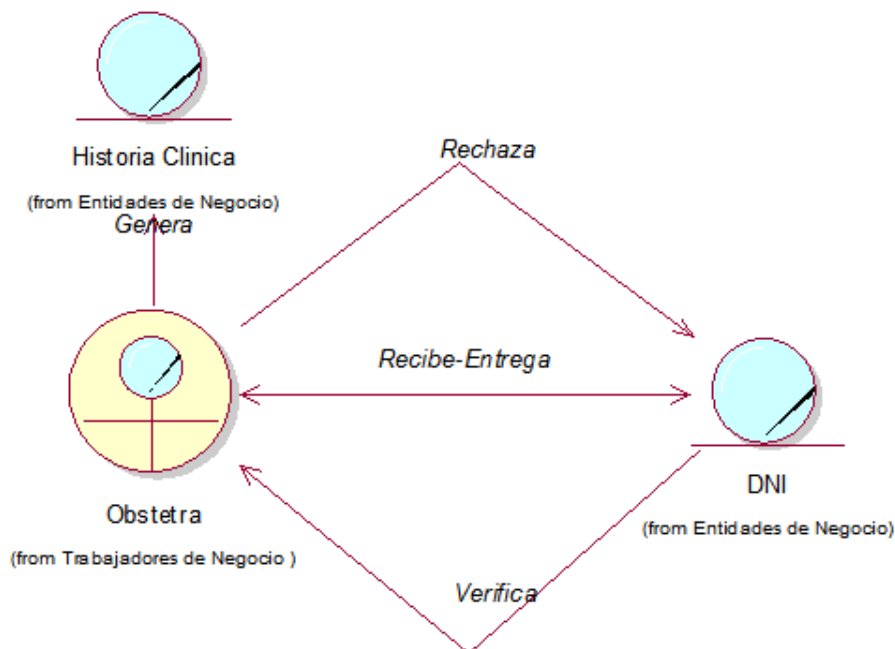 Historia Clinica
(from Entidades de Negocio)
Genera
Rechaza
Recibe-Entrega
Obstetra
(from Trabajadores de Negocio )
DNI
(from Entidades de Negocio)
Verifica